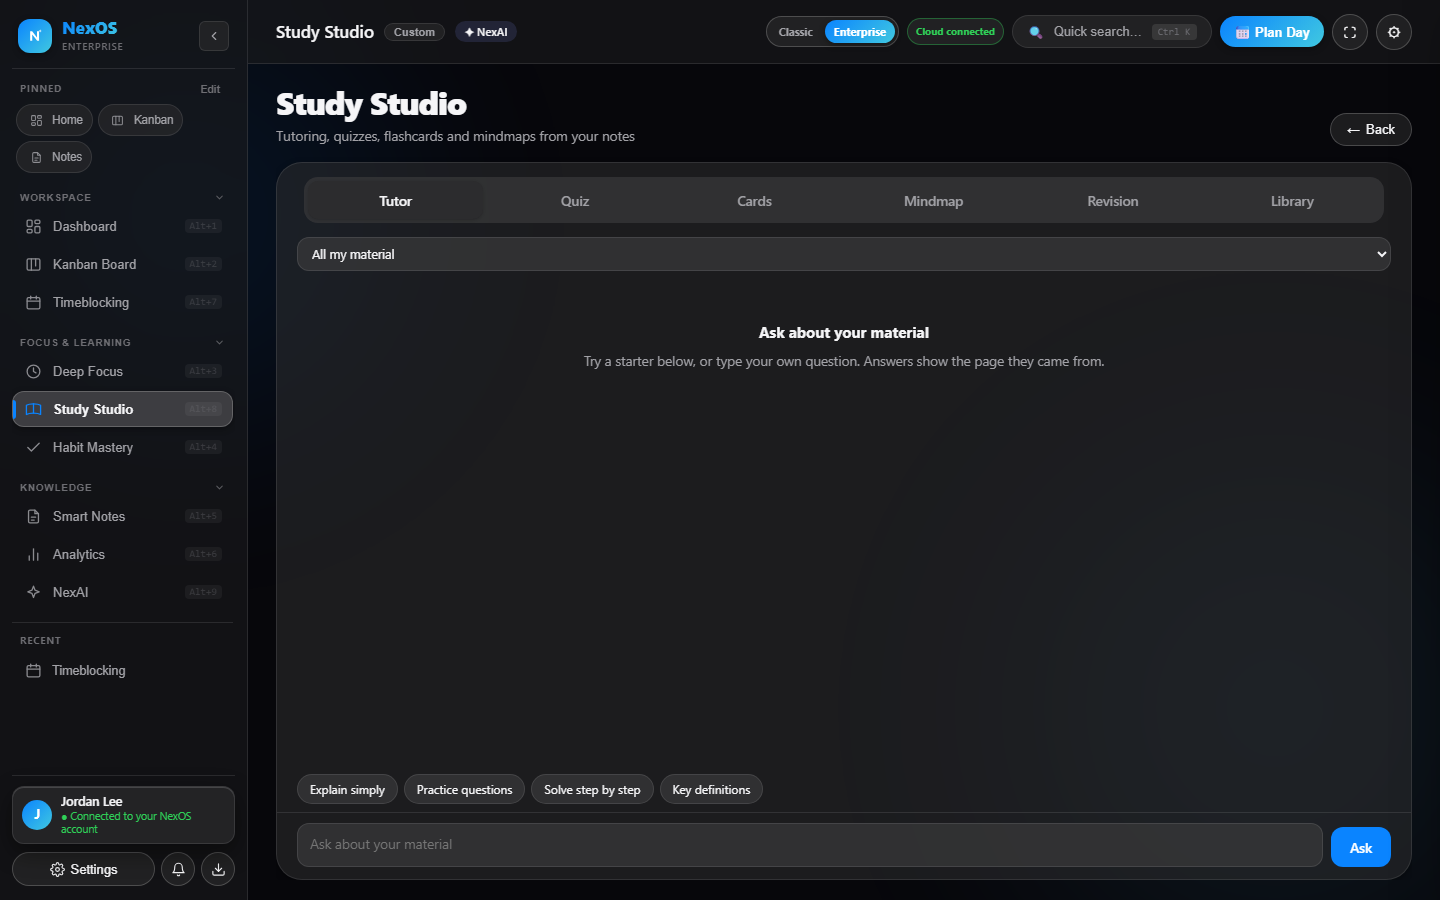 NexOS
ENTERPRISE
PINNED
Edit
Home
Kanban
Notes
WORKSPACE
Dashboard
Alt+1
Kanban Board
Alt+2
Timeblocking
Alt+7
FOCUS & LEARNING
Deep Focus
Alt+3
Study Studio
Alt+8
Habit Mastery
Alt+4
KNOWLEDGE
Smart Notes
Alt+5
Analytics
Alt+6
NexAI
Alt+9
RECENT
Timeblocking
J
Jordan Lee
● Connected to your NexOS
account
Settings
Study Studio
Custom
✦ NexAI
Classic
Enterprise
Cloud connected
Quick search...
Ctrl K
Plan Day
Study Studio
Tutoring, quizzes, flashcards and mindmaps from your notes
← Back
Tutor
Quiz
Cards
Mindmap
Revision
Library
All my material
Ask about your material
Try a starter below, or type your own question. Answers show the page they came from.
Explain simply
Practice questions
Solve step by step
Key definitions
Ask about your material
Ask